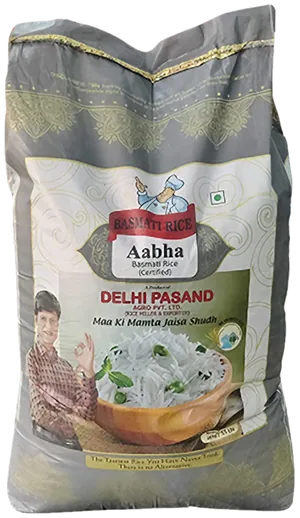 BASMATI RICE
Aabha
Basmati Rice
(Certified)
A Product of
DELHI PASAND
AGRO PVT. LTD.
(RICE MILLER & EXPORTER)
Maa Ki Mamta Jaisa Shudh
The Tastiest Rice You Have Never Tried
There is no Alternative